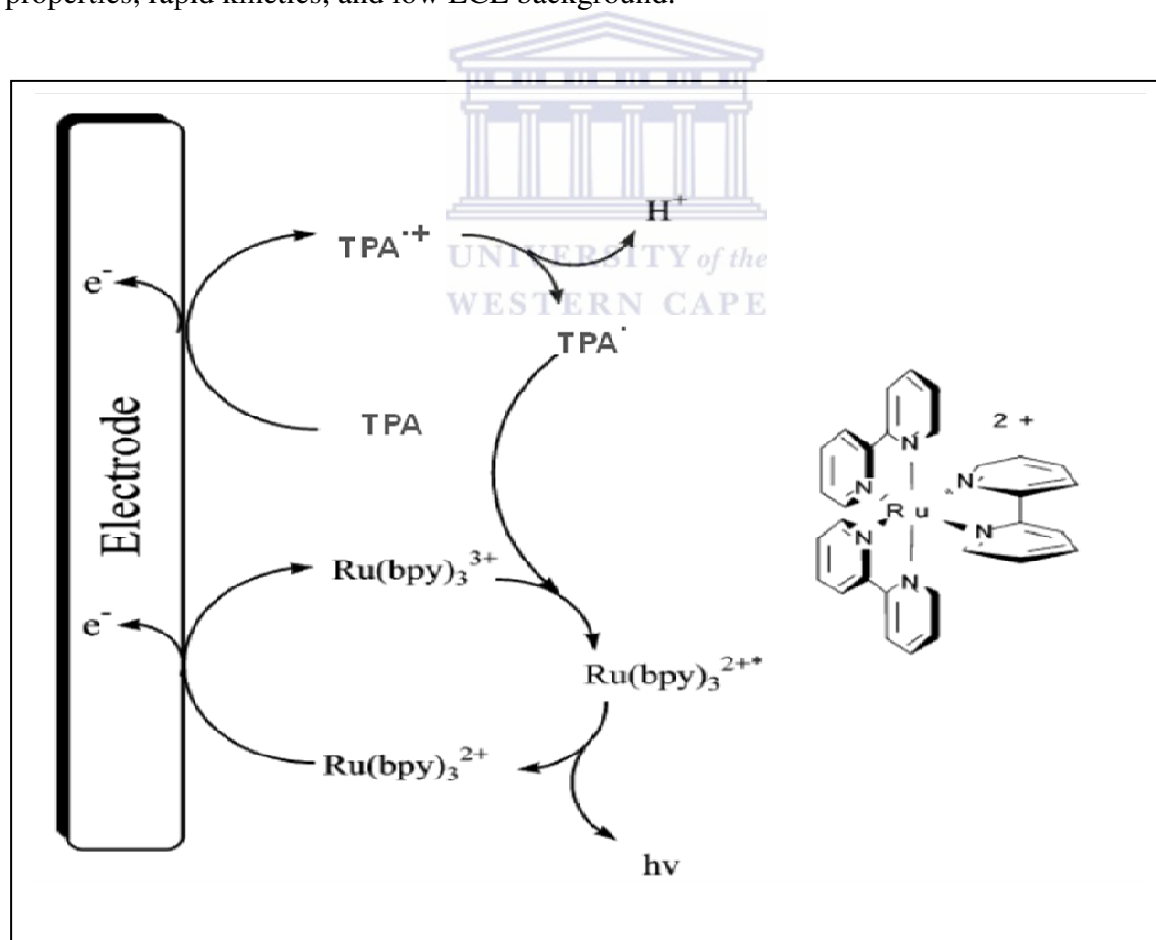 properties, rapid kinetics, and low ECL background.
H⁺
TPA·⁺
UNIVERSITY of the
e⁻
WESTERN CAPE
TPA·
TPA
Electrode
2 +
N
N
N
Ru
N
N
N
Ru(bpy)₃³⁺
e⁻
Ru(bpy)₃²⁺*
Ru(bpy)₃²⁺
hv